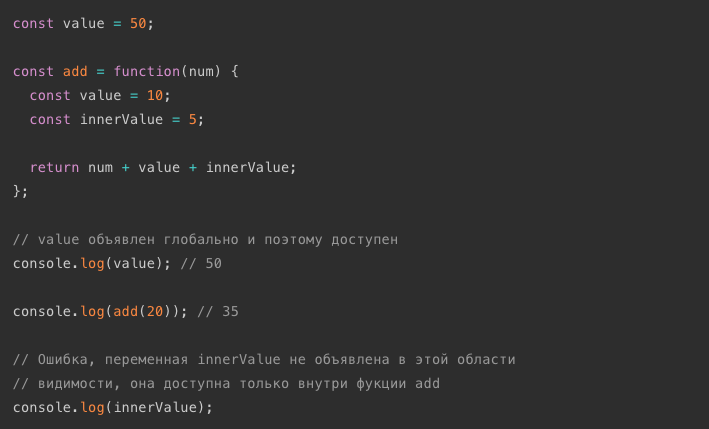 const value = 50;
const add = function(num) {
const value = 10;
const innerValue = 5;
return num + value + innerValue;
};
// value объявлен глобально и поэтому доступен
console.log(value); // 50
console.log(add(20)); // 35
// Ошибка, переменная innerValue не объявлена в этой области
// видимости, она доступна только внутри фукции add
console.log(innerValue);